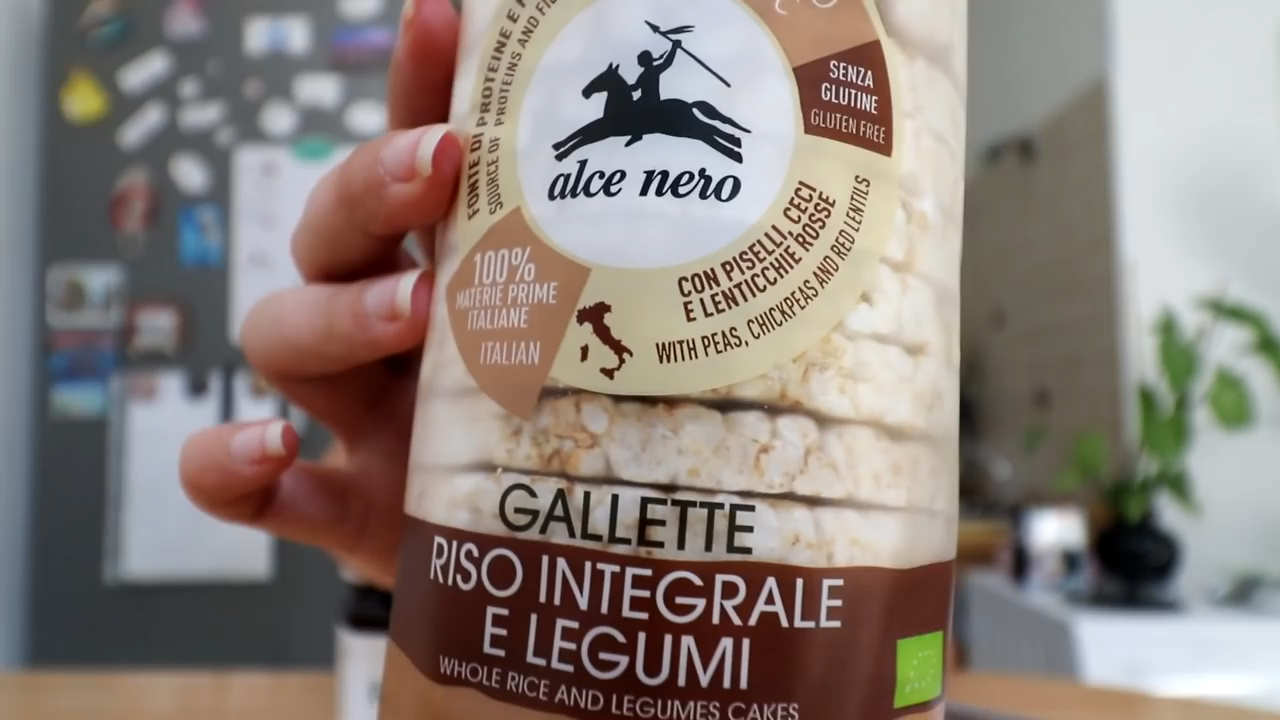 FONTE DI PROTEINE E
SOURCE OF PROTEINS AND
SENZA
GLUTINE
GLUTEN FREE
alce nero
100%
MATERIE PRIME
ITALIANE
ITALIAN
CON PISELLI, CECI
E LENTICCHIE ROSSE
WITH PEAS, CHICKPEAS AND RED LENTILS
GALLETTE
RISO INTEGRALE
E LEGUMI
WHOLE RICE AND LEGUMES CAKES